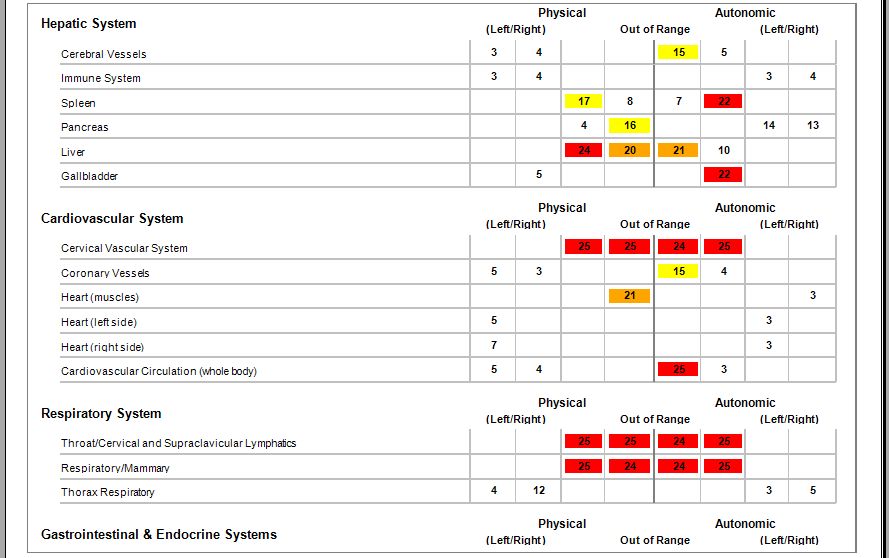 Hepatic System Physical Autonomic
(Left/Right) Out of Range (Left/Right)
Cerebral Vessels 3 4 15 5
Immune System 3 4 3 4
Spleen 17 8 7 22
Pancreas 4 16 14 13
Liver 24 20 21 10
Gallbladder 5 22
Cardiovascular System Physical Autonomic
(Left/Right) Out of Range (Left/Right)
Cervical Vascular System 25 25 24 25
Coronary Vessels 5 3 15 4
Heart (muscles) 21 3
Heart (left side) 5 3
Heart (right side) 7 3
Cardiovascular Circulation (whole body) 5 4 25 3
Respiratory System Physical Autonomic
(Left/Right) Out of Range (Left/Right)
Throat/Cervical and Supraclavicular Lymphatics 25 25 24 25
Respiratory/Mammary 25 24 24 25
Thorax Respiratory 4 12 3 5
Gastrointestinal & Endocrine Systems Physical Autonomic
(Left/Right) Out of Range (Left/Right)